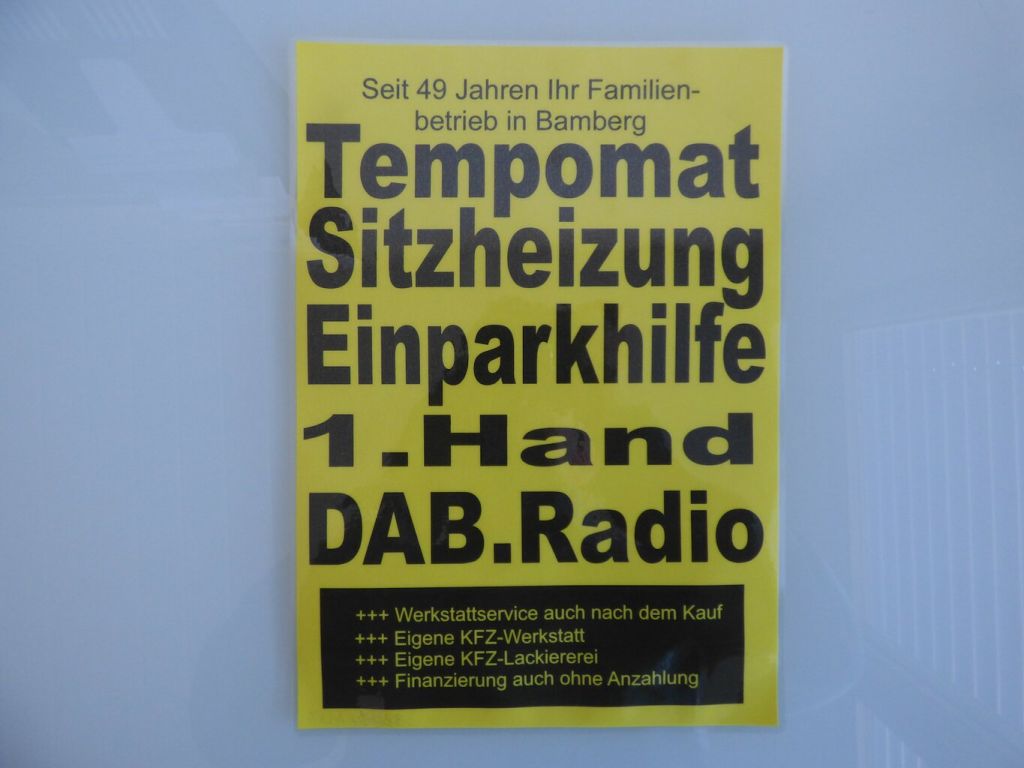 Seit 49 Jahren Ihr Familien-
betrieb in Bamberg
Tempomat
Sitzheizung
Einparkhilfe
1.Hand
DAB.Radio
+++ Werkstattservice auch nach dem Kauf
+++ Eigene KFZ-Werkstatt
+++ Eigene KFZ-Lackiererei
+++ Finanzierung auch ohne Anzahlung